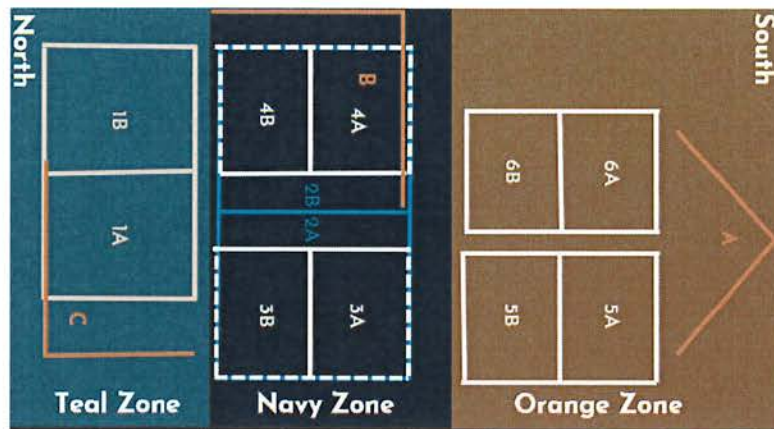 North
South
1B
1A
C
4B
4A
B
2B
2A
3B
3A
6B
6A
5B
5A
A
Teal Zone
Navy Zone
Orange Zone